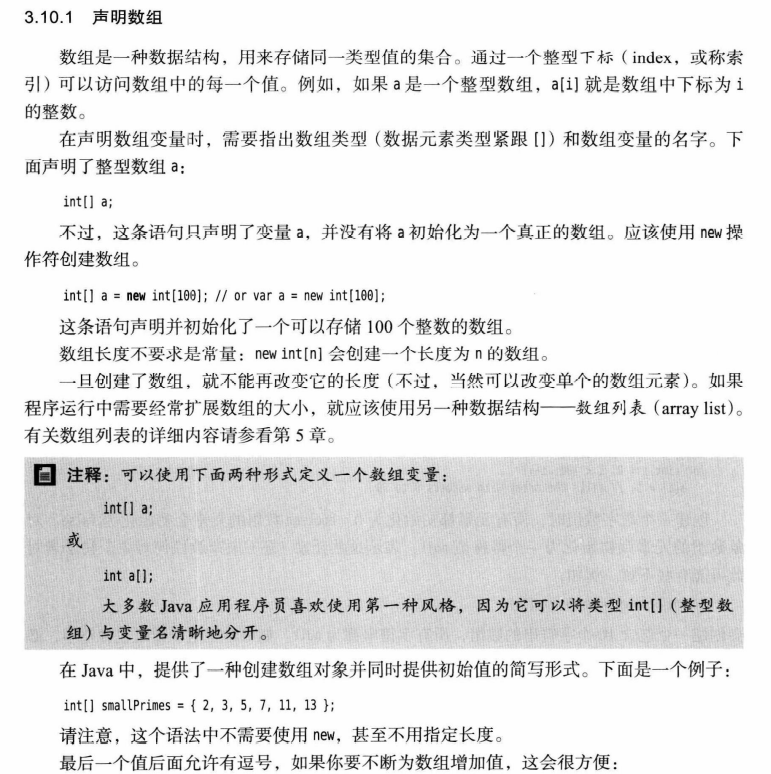 3.10.1 声明数组
数组是一种数据结构，用来存储同一类型值的集合。通过一个整型下标（index，或称索
引）可以访问数组中的每一个值。例如，如果 a 是一个整型数组，a[i] 就是数组中下标为 i
的整数。
在声明数组变量时，需要指出数组类型（数据元素类型紧跟 []）和数组变量的名字。下
面声明了整型数组 a：
int[] a;
不过，这条语句只声明了变量 a，并没有将 a 初始化为一个真正的数组。应该使用 new 操
作符创建数组。
int[] a = new int[100]; // or var a = new int[100];
这条语句声明并初始化了一个可以存储 100 个整数的数组。
数组长度不要求是常量：new int[n] 会创建一个长度为 n 的数组。
一旦创建了数组，就不能再改变它的长度（不过，当然可以改变单个的数组元素）。如果
程序运行中需要经常扩展数组的大小，就应该使用另一种数据结构——数组列表（array list）。
有关数组列表的详细内容请参看第 5 章。
注释：可以使用下面两种形式定义一个数组变量：
int[] a;
或
int a[];
大多数 Java 应用程序员喜欢使用第一种风格，因为它可以将类型 int[]（整型数
组）与变量名清晰地分开。
在 Java 中，提供了一种创建数组对象并同时提供初始值的简写形式。下面是一个例子：
int[] smallPrimes = { 2, 3, 5, 7, 11, 13 };
请注意，这个语法中不需要使用 new，甚至不用指定长度。
最后一个值后面允许有逗号，如果你要不断为数组增加值，这会很方便：